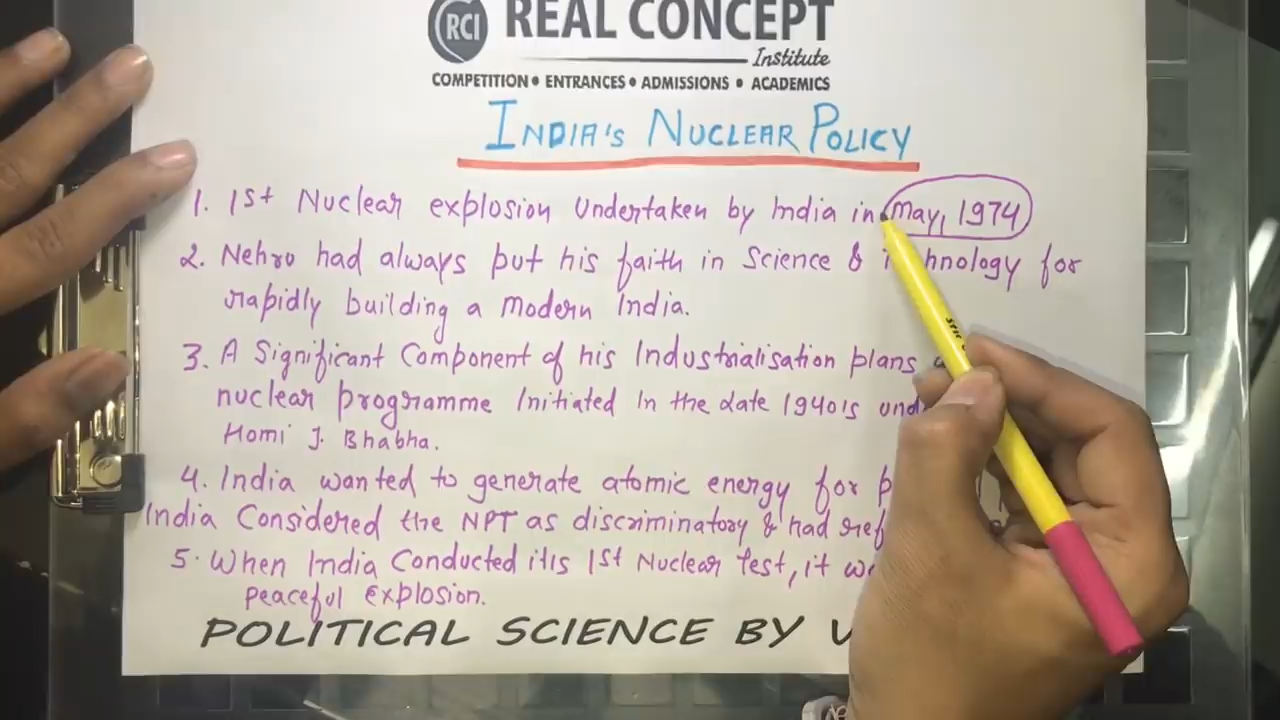 RCI REAL CONCEPT
Institute
COMPETITION • ENTRANCES • ADMISSIONS • ACADEMICS
INDIA'S NUCLEAR POLICY
1. 1st Nuclear explosion Undertaken by India in May, 1974
2. Nehru had always put his faith in Science & for
rapidly building a modern India.
3. A Significant Component of his Industrialisation plans
nuclear programme Initiated In the late 1940's
Homi J. Bhabha.
4. India wanted to generate atomic energy for
India Considered the NPT as discriminatory & had
5. When India Conducted it's 1st Nuclear Test, it
peaceful explosion.
POLITICAL SCIENCE BY